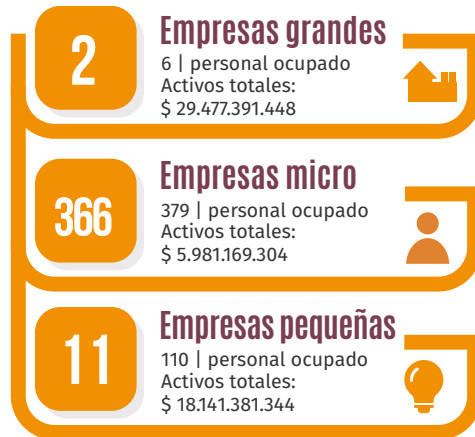 2
Empresas grandes
6 | personal ocupado
Activos totales:
$ 29.477.391.448
366
Empresas micro
379 | personal ocupado
Activos totales:
$ 5.981.169.304
11
Empresas pequeñas
110 | personal ocupado
Activos totales:
$ 18.141.381.344